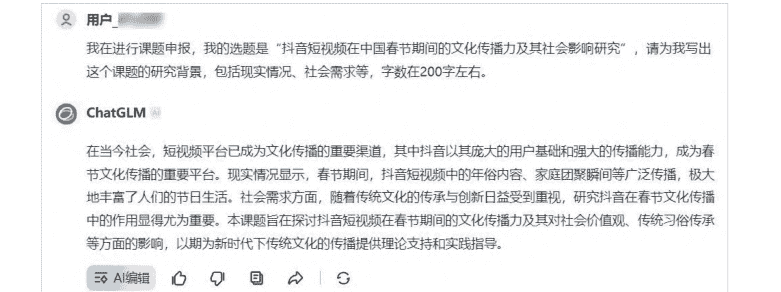 用户_
我在进行课题申报，我的选题是“抖音短视频在中国春节期间的文化传播力及其社会影响研究”，请为我写出
这个课题的研究背景，包括现实情况、社会需求等，字数在200字左右。
ChatGLM AI
在当今社会，短视频平台已成为文化传播的重要渠道，其中抖音以其庞大的用户基础和强大的传播能力，成为春
节文化传播的重要平台。现实情况显示，春节期间，抖音短视频中的年俗内容、家庭团聚瞬间等广泛传播，极大
地丰富了人们的节日生活。社会需求方面，随着传统文化的传承与创新日益受到重视，研究抖音在春节文化传播
中的作用显得尤为重要。本课题旨在探讨抖音短视频在春节期间的文化传播力及其对社会价值观、传统习俗传承
等方面的影响，以期为新时代下传统文化的传播提供理论支持和实践指导。
AI编辑